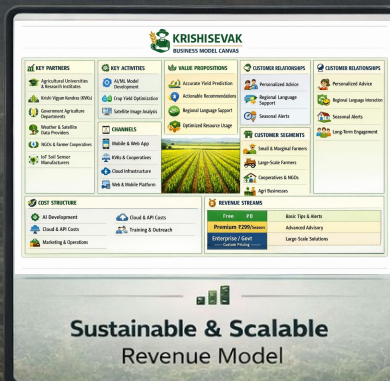 KRISHISEVAK
BUSINESS MODEL CANVAS
KEY PARTNERS
Agricultural Universities
& Research Institutes
Krishi Vigyan Kendras (KVKs)
Government Agriculture
Departments
Weather & Satellite
Data Providers
NGOs & Farmer Cooperatives
IoT Soil Sensor
Manufacturers
KEY ACTIVITIES
AI/ML Model
Development
Crop Yield Optimization
Satellite Image Analysis
CHANNELS
Mobile & Web App
KVKs & Cooperatives
Cloud Infrastructure
Web & Mobile Platform
VALUE PROPOSITIONS
Accurate Yield Prediction
Actionable Recommendations
Regional Language Support
Optimized Resource Usage
CUSTOMER RELATIONSHIPS
Personalized Advice
Regional Language
Support
Seasonal Alerts
CUSTOMER SEGMENTS
Small & Marginal Farmers
Large-Scale Farmers
Cooperatives & NGOs
Agri Businesses
CUSTOMER RELATIONSHIPS
Personalized Advice
Regional Language Interaction
Seasonal Alerts
Long-Term Engagement
COST STRUCTURE
AI Development
Cloud & API Costs
Marketing & Operations
Cloud & API Costs
Training & Outreach
REVENUE STREAMS
Free ₹0 Basic Tips & Alerts
Premium ₹299/Season Advanced Advisory
Enterprise / Govt Large-Scale Solutions
Custom Pricing
Sustainable & Scalable
Revenue Model